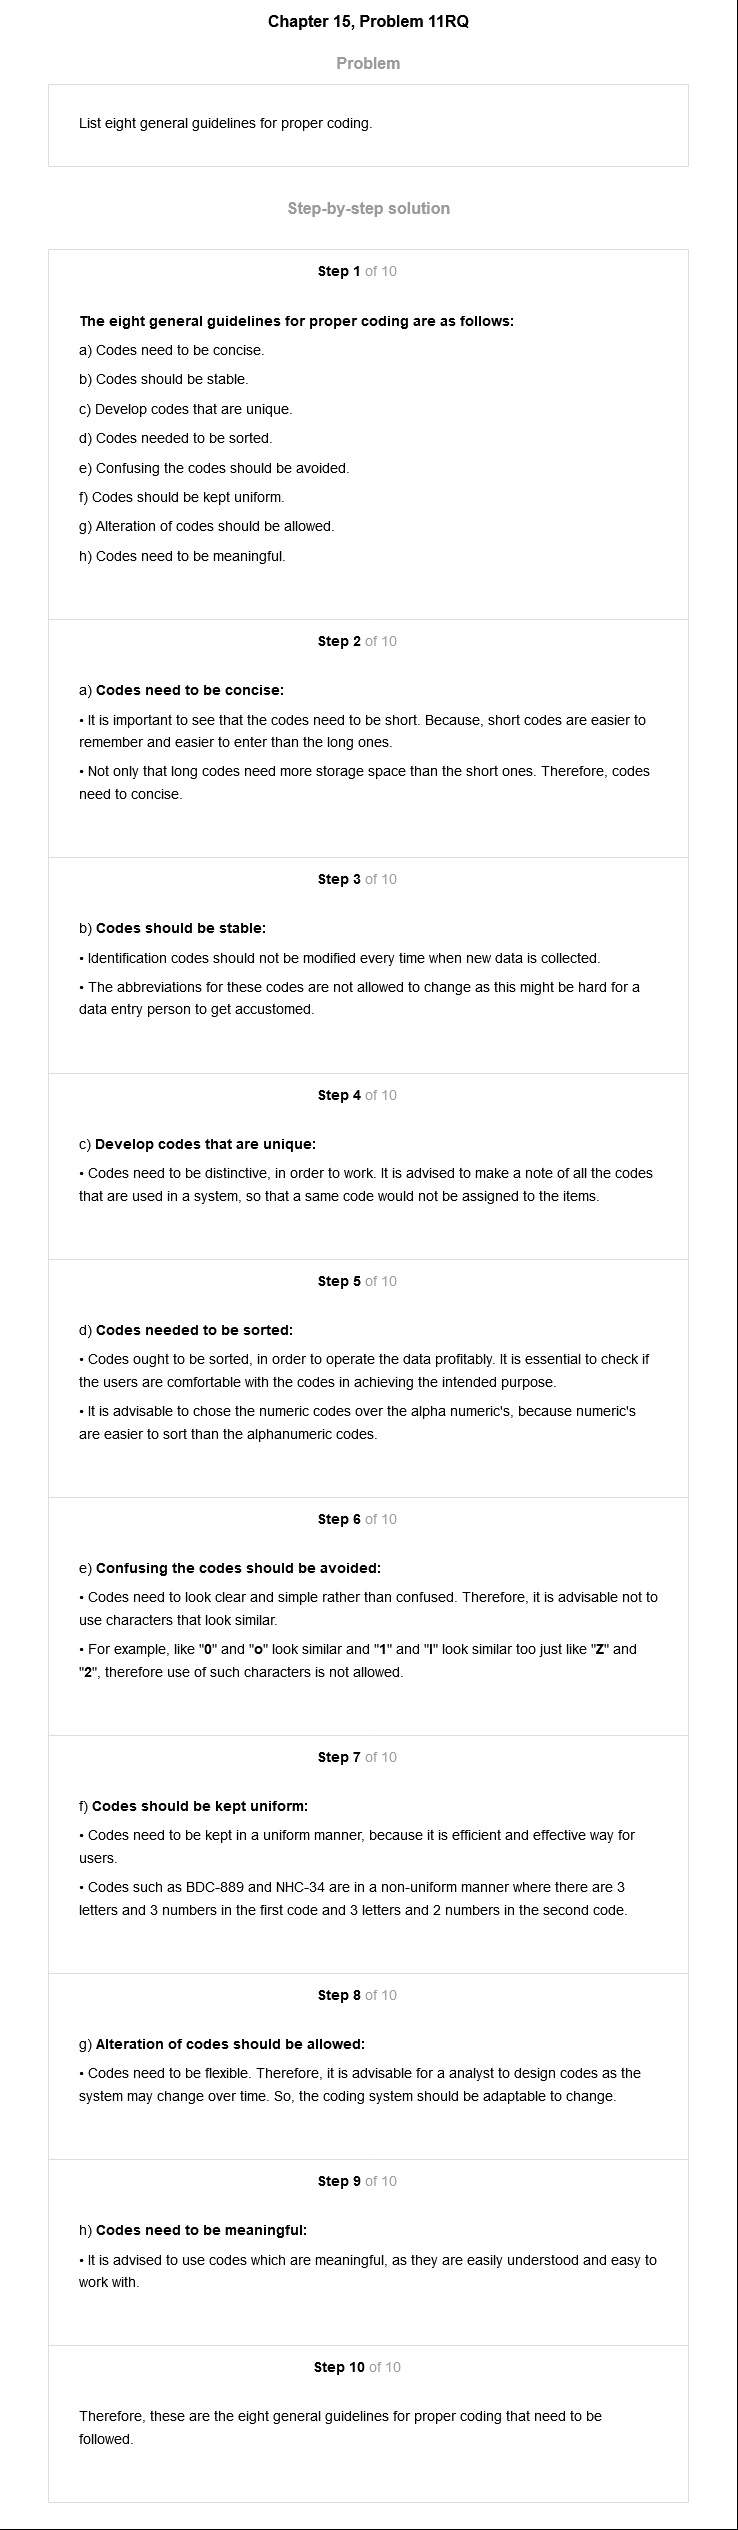 Chapter 15, Problem 11RQ
Problem
List eight general guidelines for proper coding.
Step-by-step solution
Step 1 of 10
The eight general guidelines for proper coding are as follows:
a) Codes need to be concise.
b) Codes should be stable.
c) Develop codes that are unique.
d) Codes needed to be sorted.
e) Confusing the codes should be avoided.
f) Codes should be kept uniform.
g) Alteration of codes should be allowed.
h) Codes need to be meaningful.
Step 2 of 10
a) Codes need to be concise:
• It is important to see that the codes need to be short. Because, short codes are easier to
remember and easier to enter than the long ones.
• Not only that long codes need more storage space than the short ones. Therefore, codes
need to concise.
Step 3 of 10
b) Codes should be stable:
• Identification codes should not be modified every time when new data is collected.
• The abbreviations for these codes are not allowed to change as this might be hard for a
data entry person to get accustomed.
Step 4 of 10
c) Develop codes that are unique:
• Codes need to be distinctive, in order to work. It is advised to make a note of all the codes
that are used in a system, so that a same code would not be assigned to the items.
Step 5 of 10
d) Codes needed to be sorted:
• Codes ought to be sorted, in order to operate the data profitably. It is essential to check if
the users are comfortable with the codes in achieving the intended purpose.
• It is advisable to chose the numeric codes over the alpha numeric's, because numeric's
are easier to sort than the alphanumeric codes.
Step 6 of 10
e) Confusing the codes should be avoided:
• Codes need to look clear and simple rather than confused. Therefore, it is advisable not to
use characters that look similar.
• For example, like "0" and "o" look similar and "1" and "I" look similar too just like "Z" and
"2", therefore use of such characters is not allowed.
Step 7 of 10
f) Codes should be kept uniform:
• Codes need to be kept in a uniform manner, because it is efficient and effective way for
users.
• Codes such as BDC-889 and NHC-34 are in a non-uniform manner where there are 3
letters and 3 numbers in the first code and 3 letters and 2 numbers in the second code.
Step 8 of 10
g) Alteration of codes should be allowed:
• Codes need to be flexible. Therefore, it is advisable for a analyst to design codes as the
system may change over time. So, the coding system should be adaptable to change.
Step 9 of 10
h) Codes need to be meaningful:
• It is advised to use codes which are meaningful, as they are easily understood and easy to
work with.
Step 10 of 10
Therefore, these are the eight general guidelines for proper coding that need to be
followed.